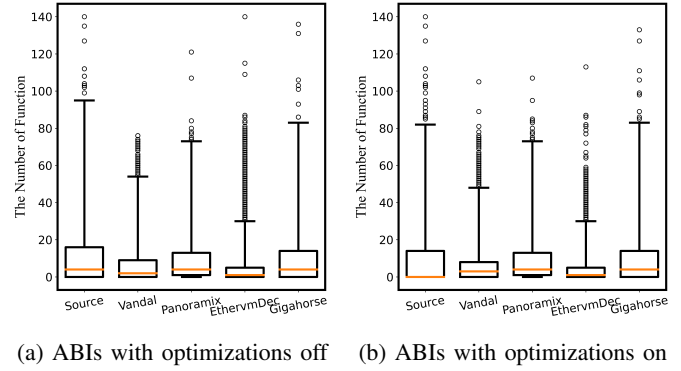 The Number of Function
140
120
100
80
60
40
20
0
Source Vandal Panoramix EthervmDec Gigahorse
(a) ABIs with optimizations off
The Number of Function
140
120
100
80
60
40
20
0
Source Vandal Panoramix EthervmDec Gigahorse
(b) ABIs with optimizations on